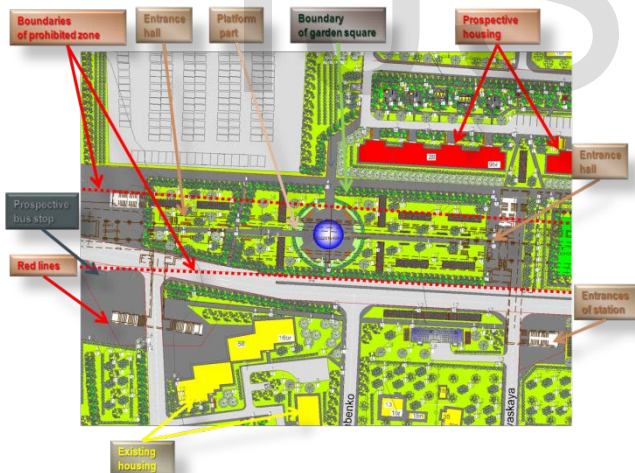 Boundaries
of prohibited zone
Entrance
hall
Platform
part
Boundary
of garden square
Prospective
housing
Entrance
hall
Prospective
bus stop
Red lines
Entrances
of station
Existing
housing
benko
vaskaya